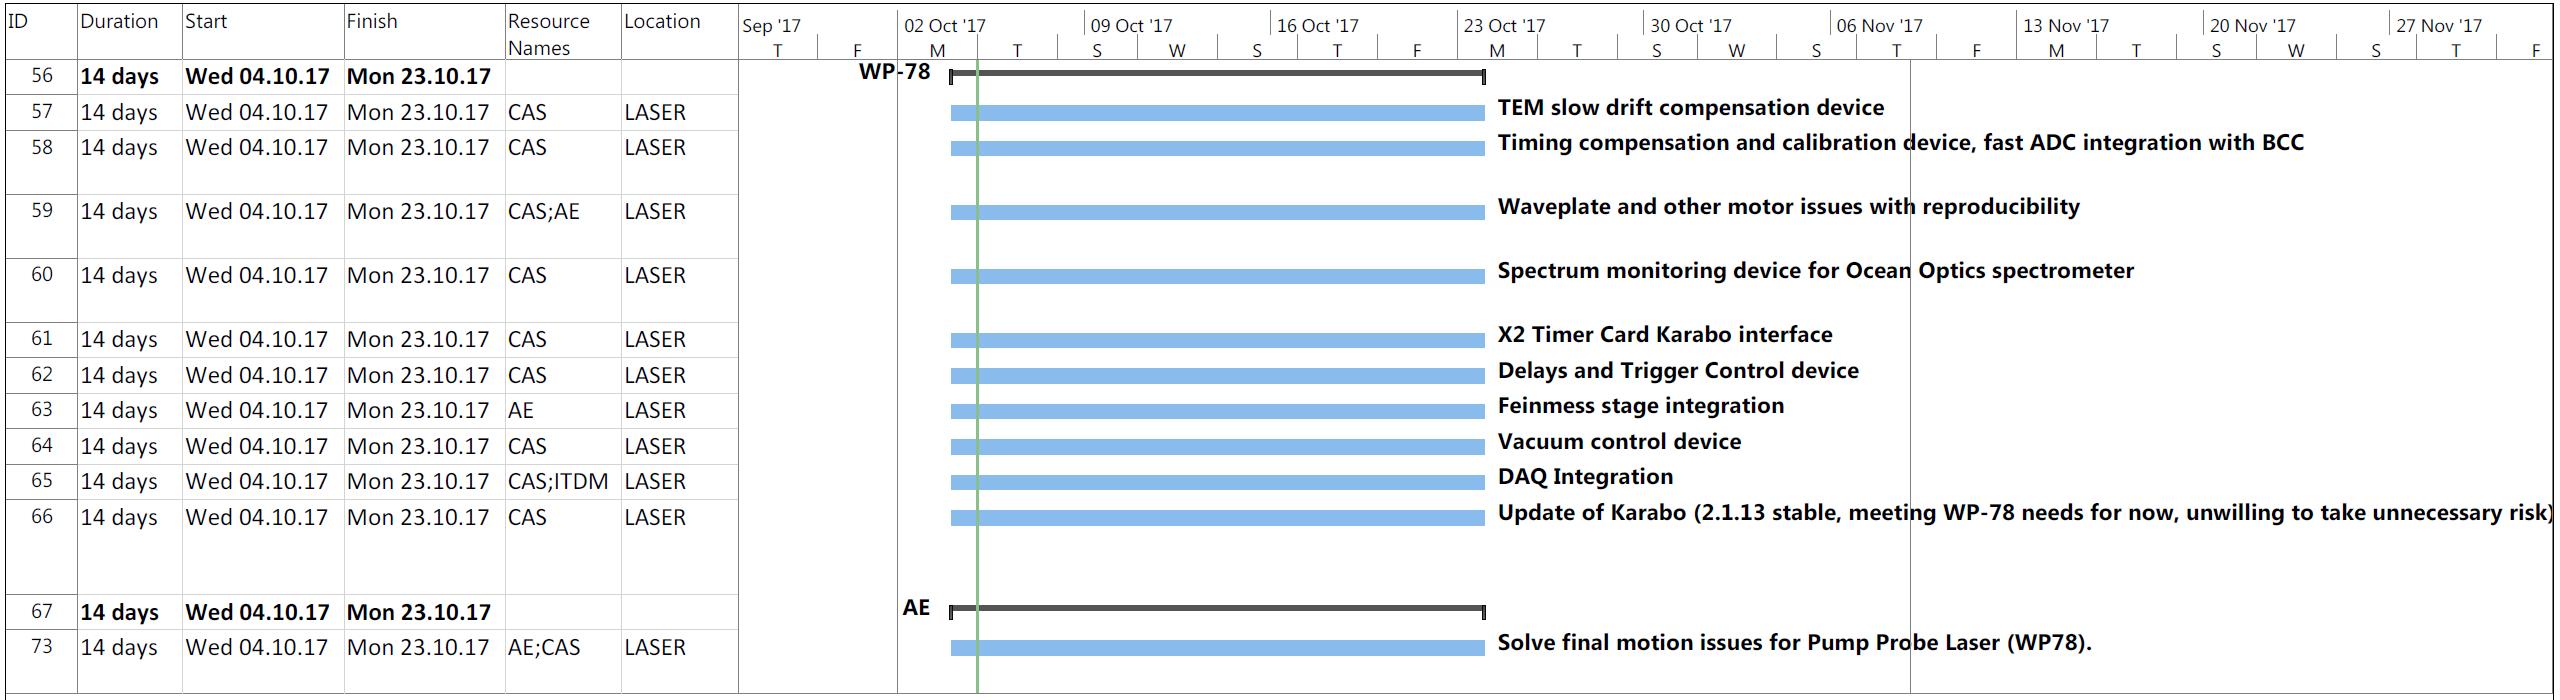 ID Duration Start Finish Resource Names Location
Sep '17 02 Oct '17 09 Oct '17 16 Oct '17 23 Oct '17 30 Oct '17 06 Nov '17 13 Nov '17 20 Nov '17 27 Nov '17
T F M T S W S T F M T S W S T F M T S W S T F
56 14 days Wed 04.10.17 Mon 23.10.17 WP-78
57 14 days Wed 04.10.17 Mon 23.10.17 CAS LASER TEM slow drift compensation device
58 14 days Wed 04.10.17 Mon 23.10.17 CAS LASER Timing compensation and calibration device, fast ADC integration with BCC
59 14 days Wed 04.10.17 Mon 23.10.17 CAS;AE LASER Waveplate and other motor issues with reproducibility
60 14 days Wed 04.10.17 Mon 23.10.17 CAS LASER Spectrum monitoring device for Ocean Optics spectrometer
61 14 days Wed 04.10.17 Mon 23.10.17 CAS LASER X2 Timer Card Karabo interface
62 14 days Wed 04.10.17 Mon 23.10.17 CAS LASER Delays and Trigger Control device
63 14 days Wed 04.10.17 Mon 23.10.17 AE LASER Feinmess stage integration
64 14 days Wed 04.10.17 Mon 23.10.17 CAS LASER Vacuum control device
65 14 days Wed 04.10.17 Mon 23.10.17 CAS;ITDM LASER DAQ Integration
66 14 days Wed 04.10.17 Mon 23.10.17 CAS LASER Update of Karabo (2.1.13 stable, meeting WP-78 needs for now, unwilling to take unnecessary risk)
67 14 days Wed 04.10.17 Mon 23.10.17 AE
73 14 days Wed 04.10.17 Mon 23.10.17 AE;CAS LASER Solve final motion issues for Pump Probe Laser (WP78).